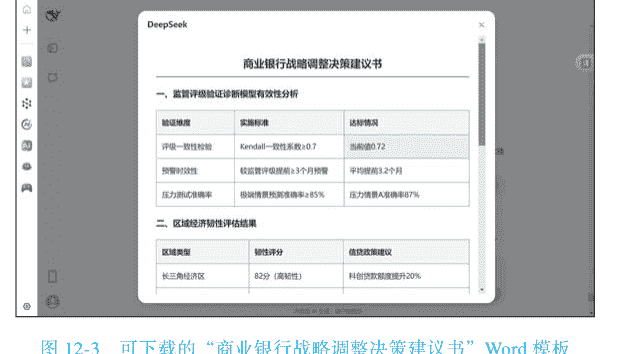 DeepSeek
商业银行战略调整决策建议书
一、监管评级验证诊断模型有效性分析
验证维度 实施标准 达标情况
评级一致性检验 Kendall一致性系数≥0.7 当前值0.72
预警时效性 较监管评级提前≥3个月预警 平均提前3.2个月
压力测试准确率 极端情景预测准确率≥85% 压力情景A准确率87%
二、区域经济韧性评估结果
区域类型 韧性评分 信贷政策建议
长三角经济区 82分（高韧性） 科创贷款额度提升20%
图 12-3 可下载的“商业银行战略调整决策建议书”Word 模板